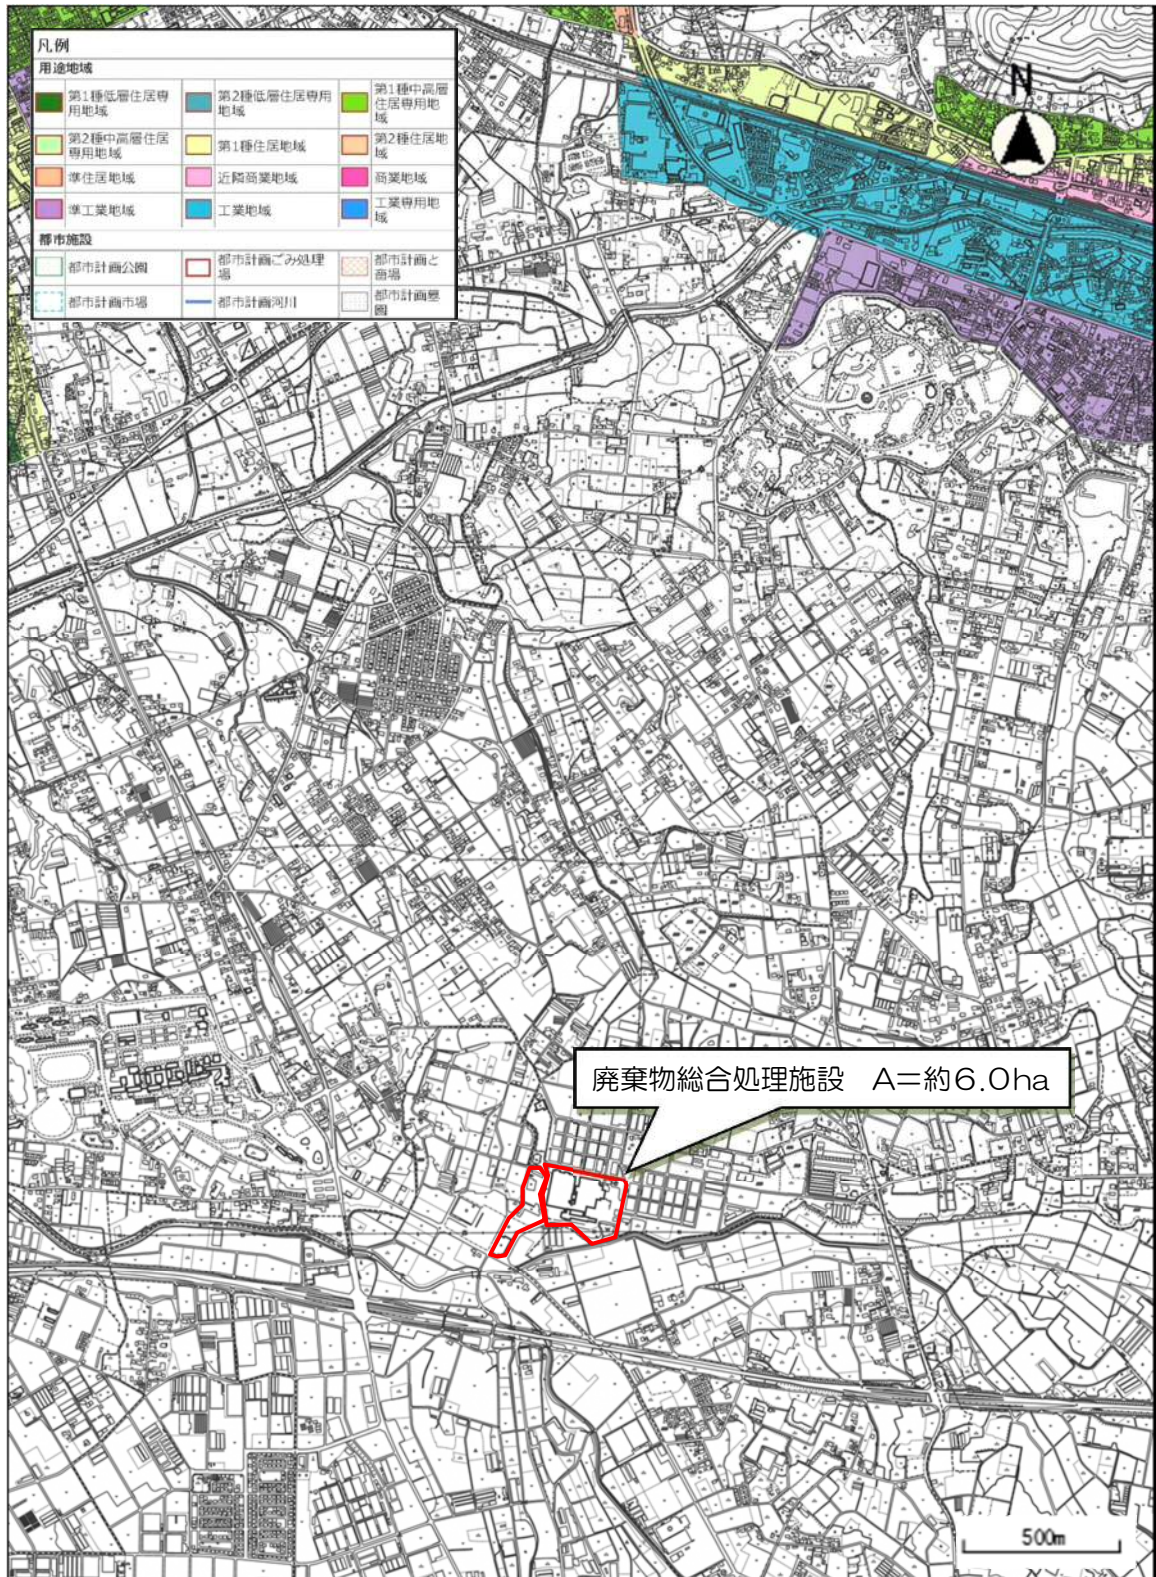 凡例
用途地域
第1種低層住居専
用地域
第2種低層住居専用
地域
第1種中高層
住居専用地
域
第2種中高層住居
専用地域
第1種住居地域
第2種住居地
域
準住居地域
近隣商業地域
商業地域
準工業地域
工業地域
工業専用地
域
都市施設
都市計画公園
都市計画ごみ処理
場
都市計画と
畜場
都市計画市場
都市計画河川
都市計画墓
園
N
廃棄物総合処理施設 A=約6.0ha
500m